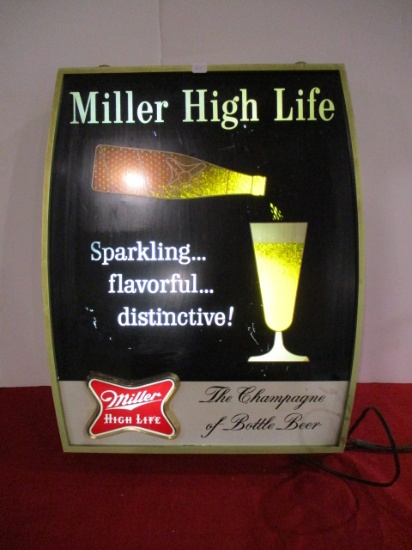 Miller High Life
Sparkling...
flavorful...
distinctive!
Miller
HIGH LIFE
The Champagne
of Bottle Beer